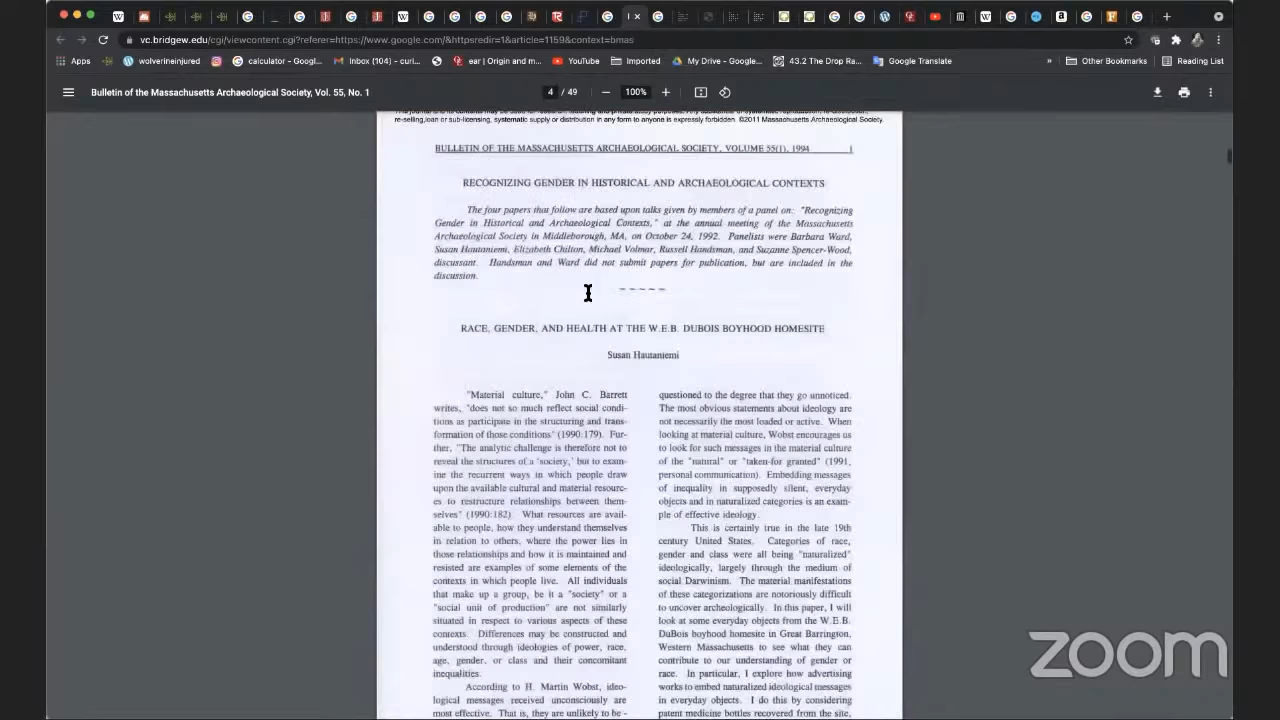 vc.bridgew.edu/cgi/viewcontent.cgi?referer=https://www.google.com/&httpsredir=1&article=1159&context=bmas
Apps
wolverineinjured
calculator - Googl...
Inbox (104) - curi...
ear | Origin and m...
YouTube
Imported
My Drive - Google...
43.2 The Drop Ra...
Google Translate
»
Other Bookmarks
Reading List
Bulletin of the Massachusetts Archaeological Society, Vol. 55, No. 1
4 / 49
100%
re-selling,loan or sub-licensing, systematic supply or distribution in any form to anyone is expressly forbidden. ©2011 Massachusetts Archaeological Society.
BULLETIN OF THE MASSACHUSETTS ARCHAEOLOGICAL SOCIETY, VOLUME 55(1), 1994 1
RECOGNIZING GENDER IN HISTORICAL AND ARCHAEOLOGICAL CONTEXTS
The four papers that follow are based upon talks given by members of a panel on: "Recognizing
Gender in Historical and Archaeological Contexts," at the annual meeting of the Massachusetts
Archaeological Society in Middleborough, MA, on October 24, 1992. Panelists were Barbara Ward,
Susan Hautaniemi, Elizabeth Chilton, Michael Volmar, Russell Handsman, and Suzanne Spencer-Wood,
discussant. Handsman and Ward did not submit papers for publication, but are included in the
discussion.
~ ~ ~ ~ ~
RACE, GENDER, AND HEALTH AT THE W.E.B. DUBOIS BOYHOOD HOMESITE
Susan Hautaniemi
"Material culture," John C. Barrett
writes, "does not so much reflect social condi-
tions as participate in the structuring and trans-
formation of those conditions" (1990:179). Fur-
ther, "The analytic challenge is therefore not to
reveal the structures of a 'society,' but to exam-
ine the recurrent ways in which people draw
upon the available cultural and material resourc-
es to restructure relationships between them-
selves" (1990:182). What resources are avail-
able to people, how they understand themselves
in relation to others, where the power lies in
those relationships and how it is maintained and
resisted are examples of some elements of the
contexts in which people live. All individuals
that make up a group, be it a "society" or a
"social unit of production" are not similarly
situated in respect to various aspects of these
contexts. Differences may be constructed and
understood through ideologies of power, race,
age, gender, or class and their concomitant
inequalities.
According to H. Martin Wobst, ideo-
logical messages received unconsciously are
most effective. That is, they are unlikely to be -
questioned to the degree that they go unnoticed.
The most obvious statements about ideology are
not necessarily the most loaded or active. When
looking at material culture, Wobst encourages us
to look for such messages in the material culture
of the "natural" or "taken-for granted" (1991,
personal communication). Embedding messages
of inequality in supposedly silent, everyday
objects and in naturalized categories is an exam-
ple of effective ideology.
This is certainly true in the late 19th
century United States. Categories of race,
gender and class were all being "naturalized"
ideologically, largely through the medium of
social Darwinism. The material manifestations
of these categorizations are notoriously difficult
to uncover archeologically. In this paper, I will
look at some everyday objects from the W.E.B.
DuBois boyhood homesite in Great Barrington,
Western Massachusetts to see what they can
contribute to our understanding of gender or
race. In particular, I explore how advertising
works to embed naturalized ideological messages
in everyday objects. I do this by considering
patent medicine bottles recovered from the site,
zoom